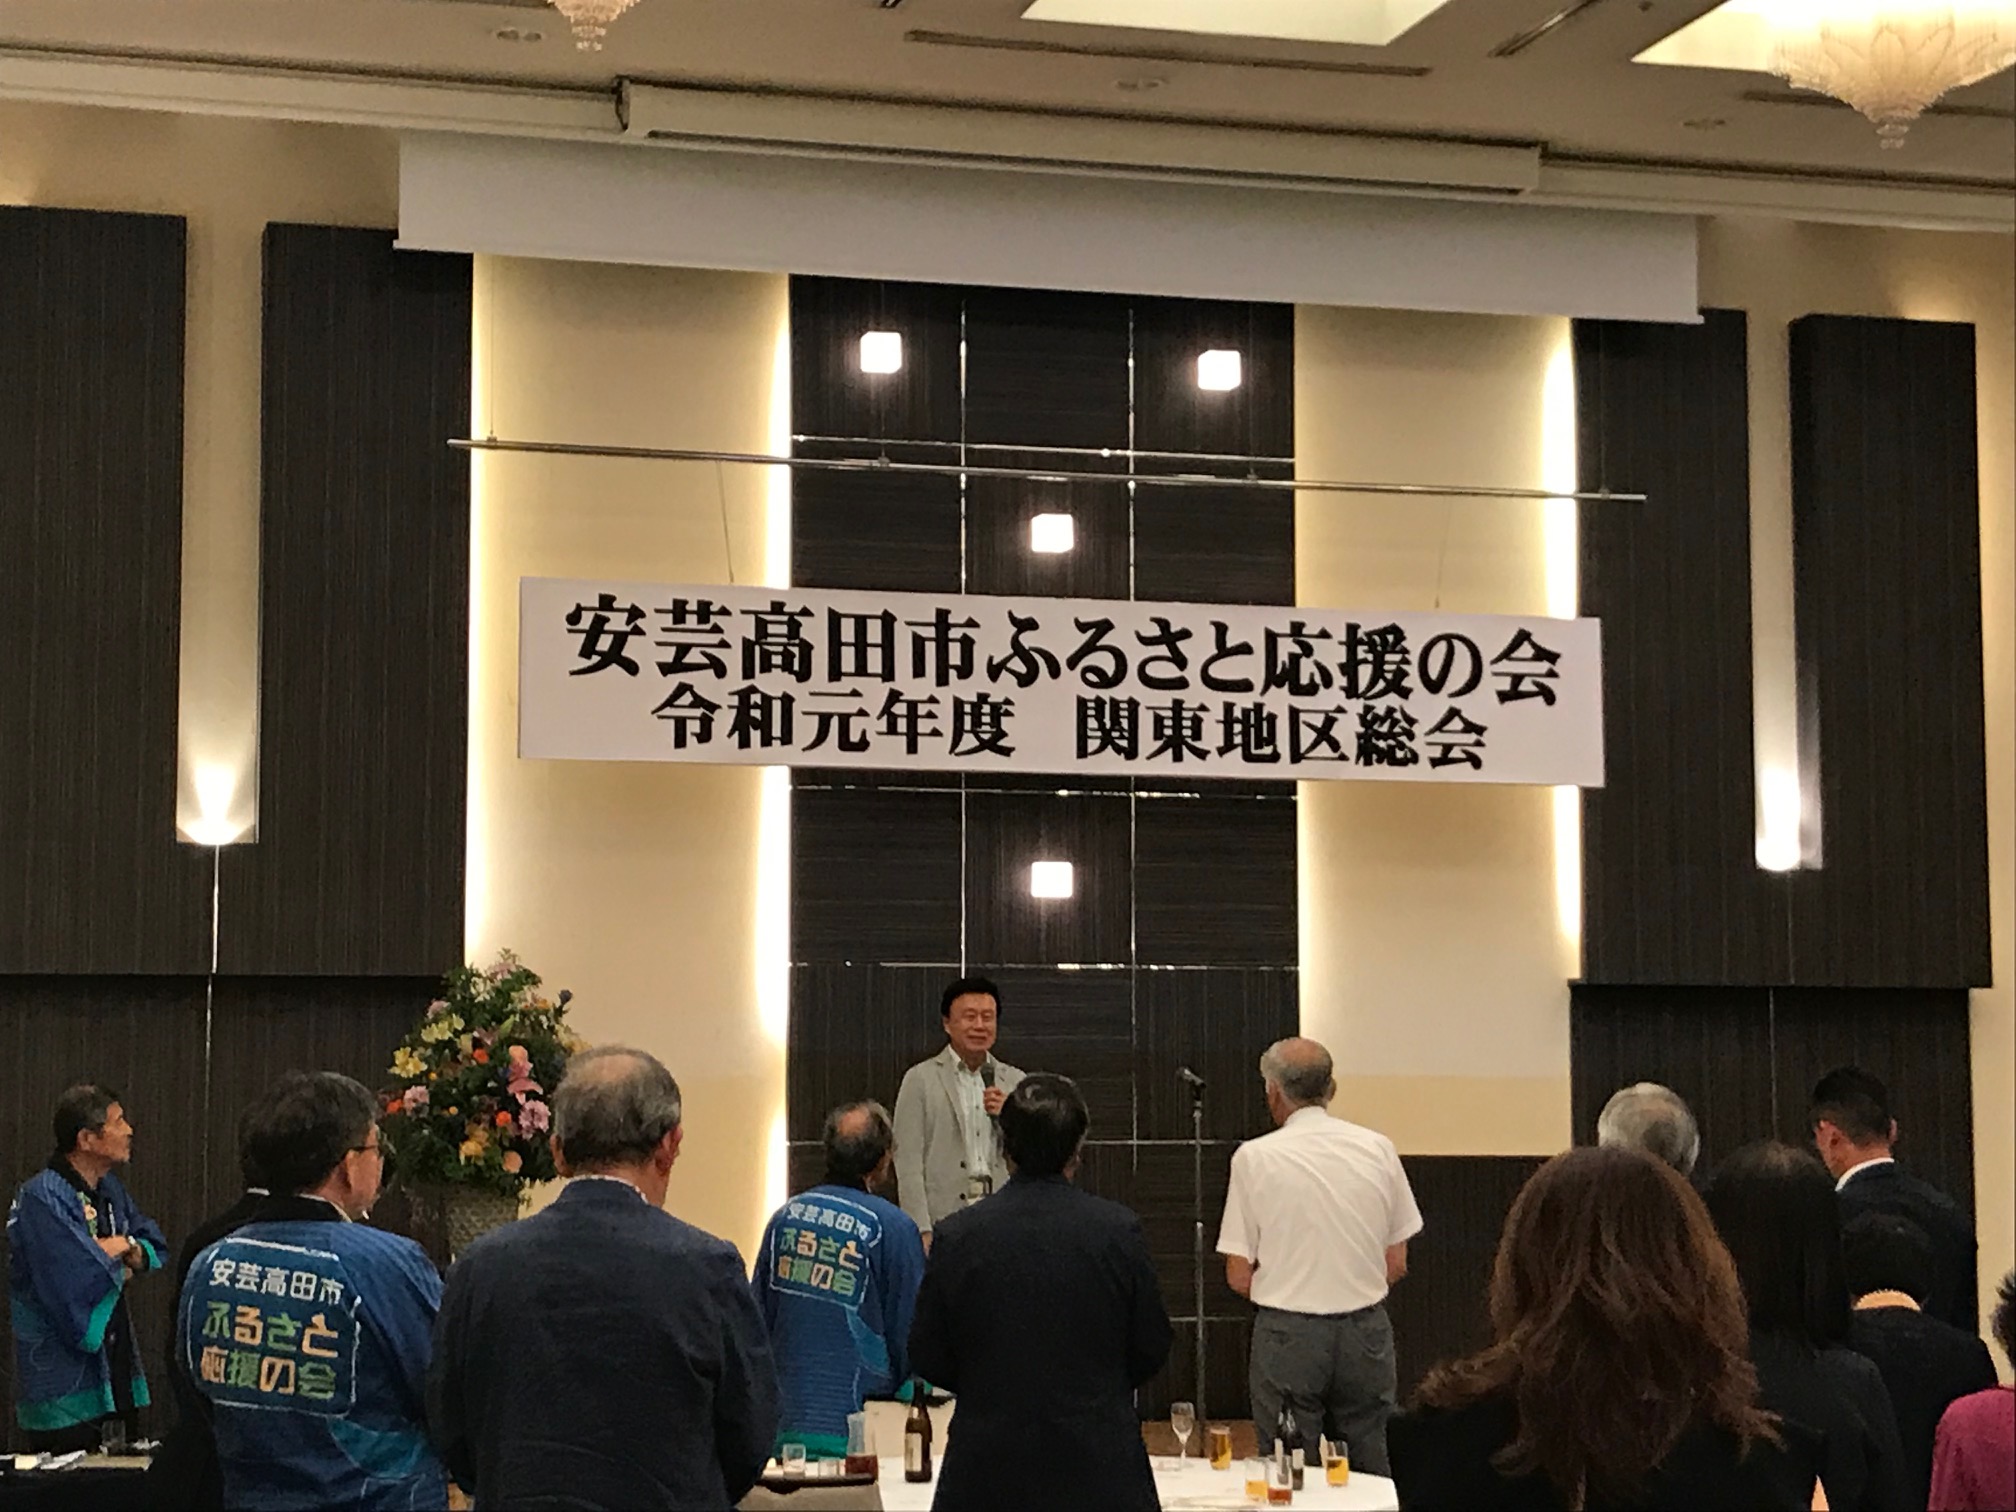 安芸高田市ふるさと応援の会
令和元年度　関東地区総会
安芸高田市
ふるさと
応援の会
安芸高田市
ふるさと
応援の会